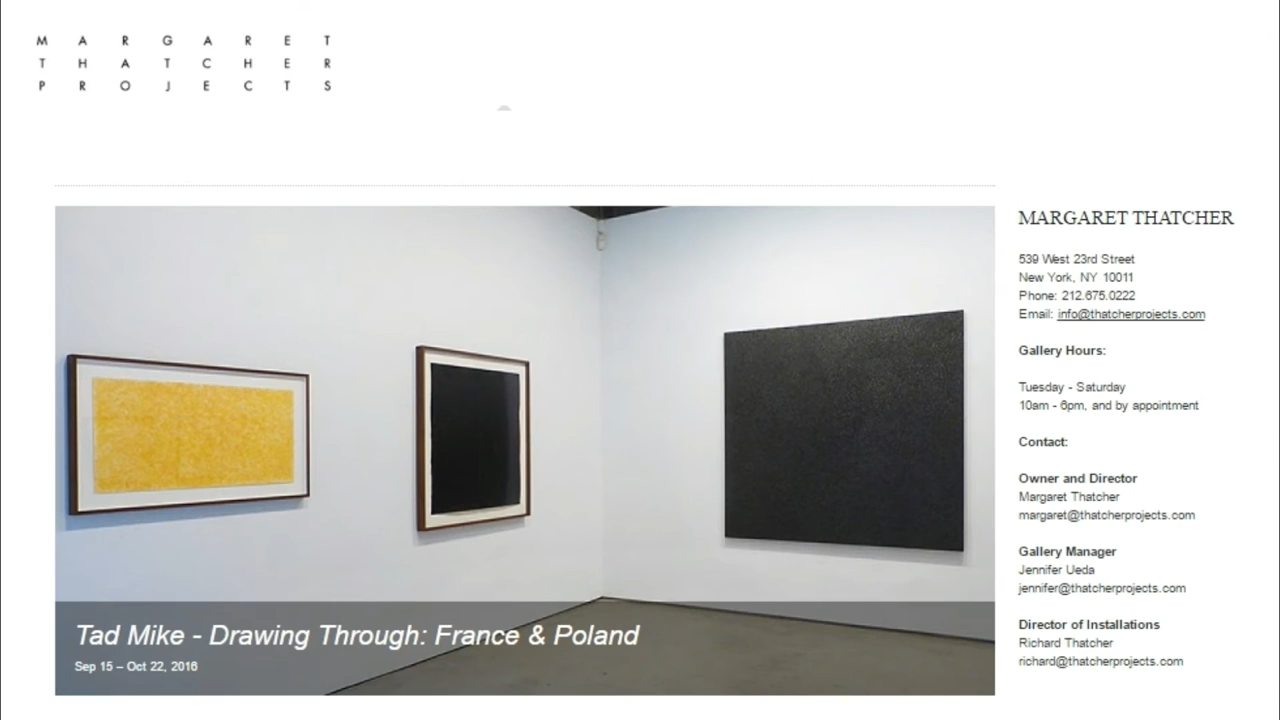 MARGARET
THATCHER
PROJECTS
MARGARET THATCHER
539 West 23rd Street
New York, NY 10011
Phone: 212.675.0222
Email: info@thatcherprojects.com
Gallery Hours:
Tuesday - Saturday
10am - 6pm, and by appointment
Contact:
Owner and Director
Margaret Thatcher
margaret@thatcherprojects.com
Gallery Manager
Jennifer Ueda
jennifer@thatcherprojects.com
Director of Installations
Richard Thatcher
richard@thatcherprojects.com
Tad Mike - Drawing Through: France & Poland
Sep 15 – Oct 22, 2016